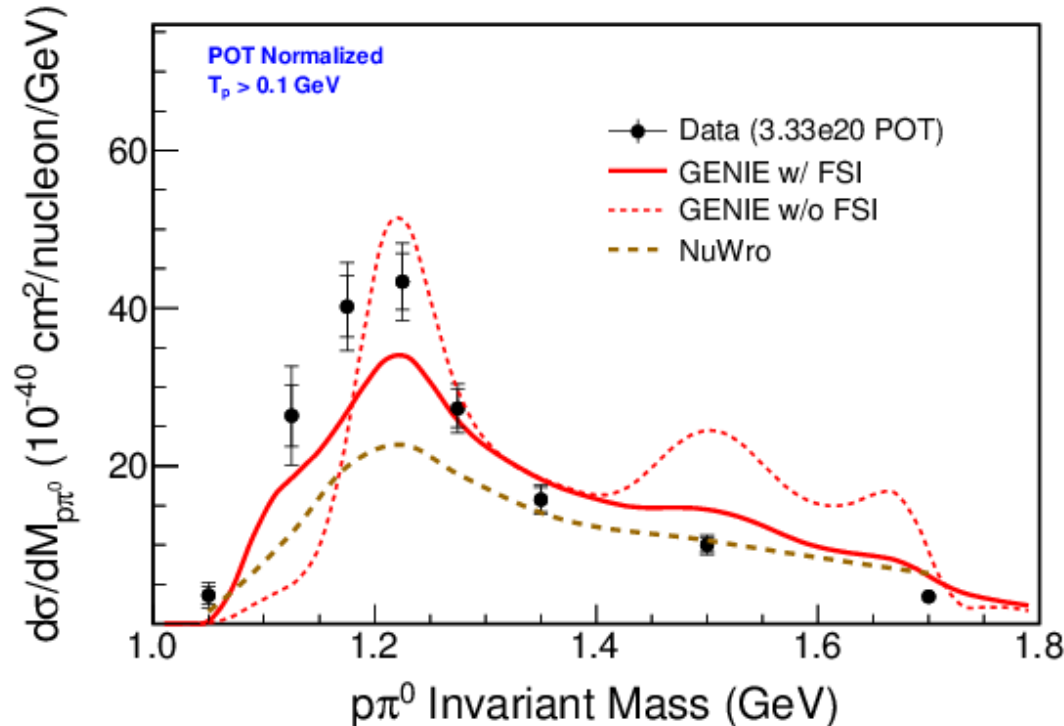 POT Normalized
Tₚ > 0.1 GeV
Data (3.33e20 POT)
GENIE w/ FSI
GENIE w/o FSI
NuWro
dσ/dM_pπ⁰ (10⁻⁴⁰ cm²/nucleon/GeV)
60
40
20
1.0 1.2 1.4 1.6 1.8
pπ⁰ Invariant Mass (GeV)